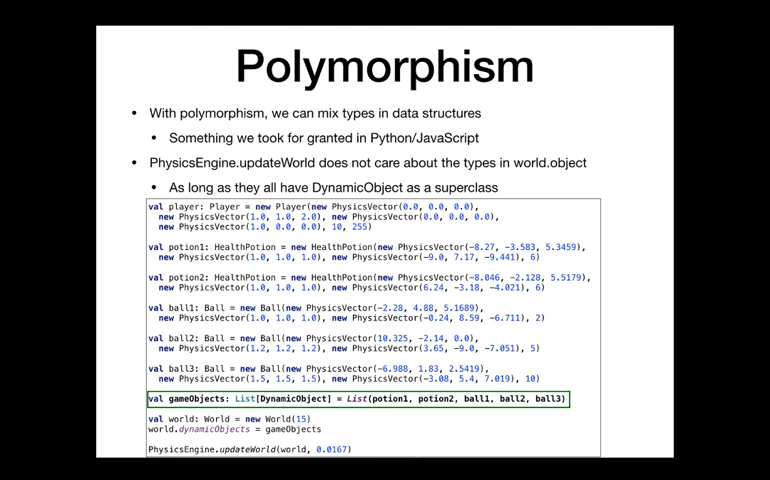 Polymorphism
• With polymorphism, we can mix types in data structures
• Something we took for granted in Python/JavaScript
• PhysicsEngine.updateWorld does not care about the types in world.object
• As long as they all have DynamicObject as a superclass
val player: Player = new Player(new PhysicsVector(0.0, 0.0, 0.0),
new PhysicsVector(1.0, 1.0, 2.0), new PhysicsVector(0.0, 0.0, 0.0),
new PhysicsVector(1.0, 0.0, 0.0), 10, 255)
val potion1: HealthPotion = new HealthPotion(new PhysicsVector(-8.27, -3.583, 5.3459),
new PhysicsVector(1.0, 1.0, 1.0), new PhysicsVector(-9.0, 7.17, -9.441), 6)
val potion2: HealthPotion = new HealthPotion(new PhysicsVector(-8.046, -2.128, 5.5179),
new PhysicsVector(1.0, 1.0, 1.0), new PhysicsVector(6.24, -3.18, -4.021), 6)
val ball1: Ball = new Ball(new PhysicsVector(-2.28, 4.88, 5.1689),
new PhysicsVector(1.0, 1.0, 1.0), new PhysicsVector(-0.24, 8.59, -6.711), 2)
val ball2: Ball = new Ball(new PhysicsVector(10.325, -2.14, 0.0),
new PhysicsVector(1.2, 1.2, 1.2), new PhysicsVector(3.65, -9.0, -7.051), 5)
val ball3: Ball = new Ball(new PhysicsVector(-6.988, 1.83, 2.5419),
new PhysicsVector(1.5, 1.5, 1.5), new PhysicsVector(-3.08, 5.4, 7.019), 10)
val gameObjects: List[DynamicObject] = List(potion1, potion2, ball1, ball2, ball3)
val world: World = new World(15)
world.dynamicObjects = gameObjects
PhysicsEngine.updateWorld(world, 0.0167)